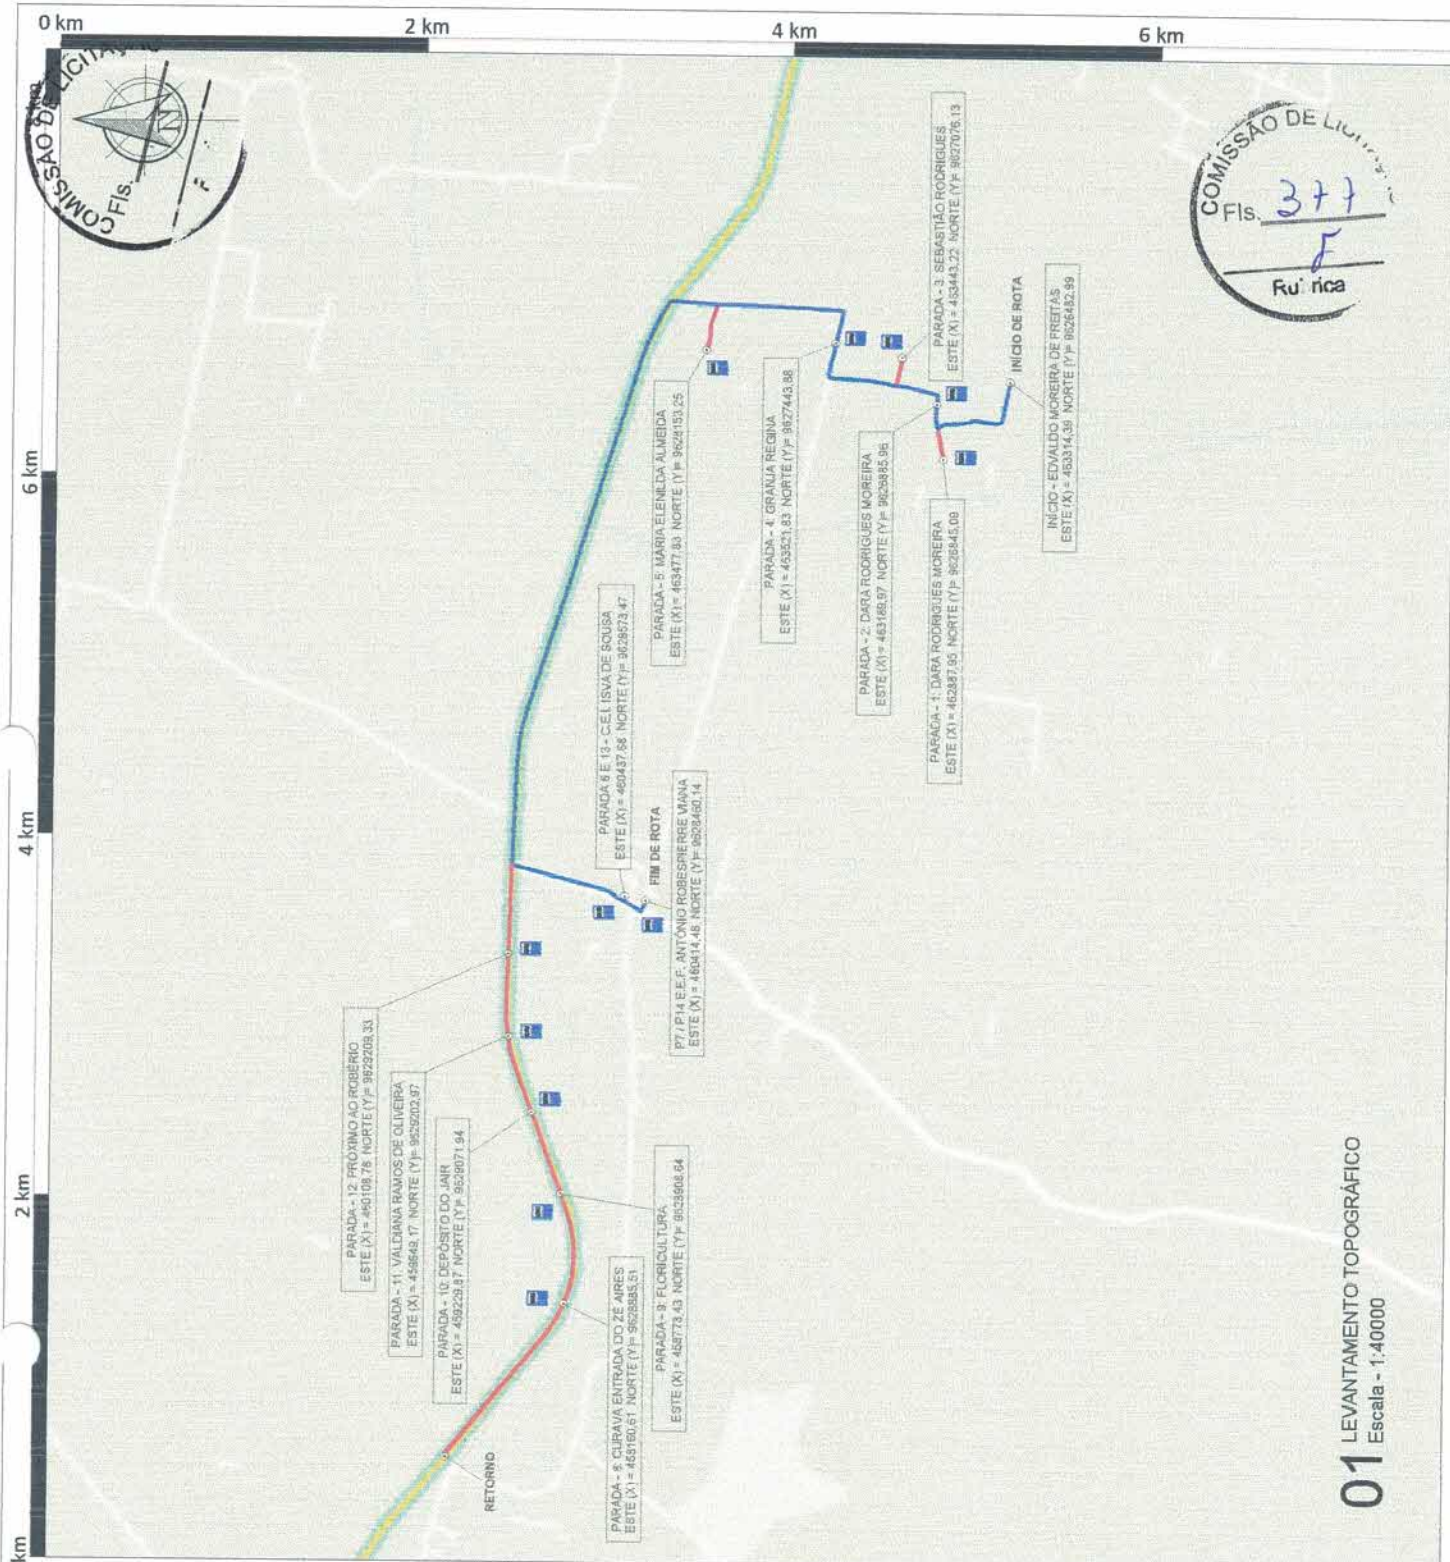 0 km
2 km
4 km
6 km
6 km
4 km
2 km
km
COMISSÃO DE
Fls.
COMISSÃO DE
Fls. 377
PARADA - 3: SEBASTIÃO RODRIGUES
ESTE (X) = 463443,22 NORTE (Y)= 9627076,13
INÍCIO DE ROTA
INÍCIO - EDVALDO MOREIRA DE FREITAS
ESTE (X) = 463314,39 NORTE (Y)= 9626482,99
PARADA - 5: MARIA ELENILDA ALMEIDA
ESTE (X) = 463477,83 NORTE (Y)= 9628153,25
PARADA - 4: GRANJA REGINA
ESTE (X) = 463521,83 NORTE (Y)= 9627443,88
PARADA - 2: DARA RODRIGUES MOREIRA
ESTE (X) = 463189,97 NORTE (Y)= 9626885,96
PARADA - 1: DARA RODRIGUES MOREIRA
ESTE (X) = 462887,95 NORTE (Y)= 9626845,09
PARADA 6 E 13 - C.E.I. ISVA DE SOUSA
ESTE (X) = 460437,56 NORTE (Y)= 9628573,47
FIM DE ROTA
P7 / P14 E.E.F. ANTÔNIO ROBESPIERRE VIANA
ESTE (X) = 460414,48 NORTE (Y)= 9628460,14
PARADA - 12: PRÓXIMO AO ROBÉRIO
ESTE (X) = 460108,78 NORTE (Y)= 9629209,33
PARADA - 11: VALDIANA RAMOS DE OLIVEIRA
ESTE (X) = 459649,17 NORTE (Y)= 9629202,97
PARADA - 10: DEPÓSITO DO JAIR
ESTE (X) = 459229,87 NORTE (Y)= 9629071,94
PARADA - 9: FLORICULTURA
ESTE (X) = 458773,43 NORTE (Y)= 9628908,64
PARADA - 8: CURAVA ENTRADA DO ZÉ AIRES
ESTE (X) = 458160,61 NORTE (Y)= 9628885,51
RETORNO
01 LEVANTAMENTO TOPOGRÁFICO
Escala - 1:40000